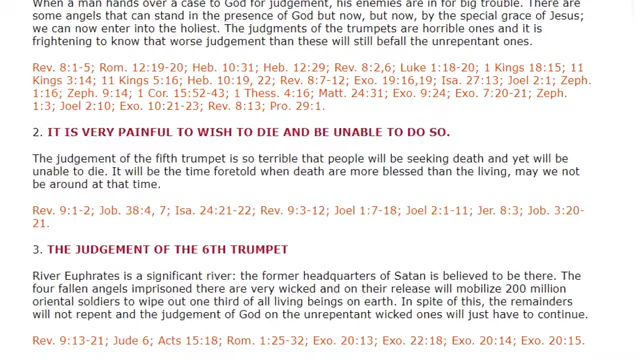 When a man hands over a case to God for judgement, his enemies are in for big trouble. There are
some angels that can stand in the presence of God but now, but now, by the special grace of Jesus;
we can now enter into the holiest. The judgments of the trumpets are horrible ones and it is
frightening to know that worse judgement than these will still befall the unrepentant ones.
Rev. 8:1-5; Rom. 12:19-20; Heb. 10:31; Heb. 12:29; Rev. 8:2,6; Luke 1:18-20; 1 Kings 18:15; 11
Kings 3:14; 11 Kings 5:16; Heb. 10:19, 22; Rev. 8:7-12; Exo. 19:16,19; Isa. 27:13; Joel 2:1; Zeph.
1:16; Zeph. 9:14; 1 Cor. 15:52-43; 1 Thess. 4:16; Matt. 24:31; Exo. 9:24; Exo. 7:20-21; Zeph.
1:3; Joel 2:10; Exo. 10:21-23; Rev. 8:13; Pro. 29:1.
2. IT IS VERY PAINFUL TO WISH TO DIE AND BE UNABLE TO DO SO.
The judgement of the fifth trumpet is so terrible that people will be seeking death and yet will be
unable to die. It will be the time foretold when death are more blessed than the living, may we not
be around at that time.
Rev. 9:1-2; Job. 38:4, 7; Isa. 24:21-22; Rev. 9:3-12; Joel 1:7-18; Joel 2:1-11; Jer. 8:3; Job. 3:20-
21.
3. THE JUDGEMENT OF THE 6TH TRUMPET
River Euphrates is a significant river: the former headquarters of Satan is believed to be there. The
four fallen angels imprisoned there are very wicked and on their release will mobilize 200 million
oriental soldiers to wipe out one third of all living beings on earth. In spite of this, the remainders
will not repent and the judgement of God on the unrepentant wicked ones will just have to continue.
Rev. 9:13-21; Jude 6; Acts 15:18; Rom. 1:25-32; Exo. 20:13; Exo. 22:18; Exo. 20:14; Exo. 20:15.